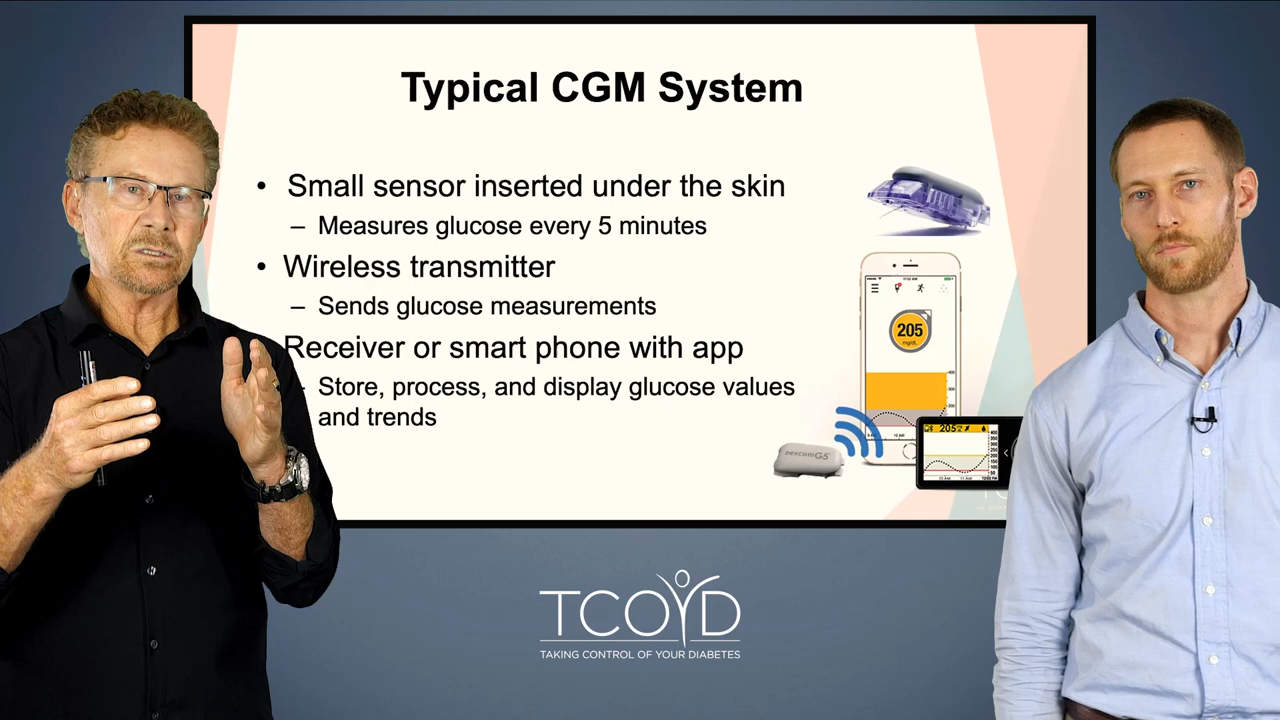 Typical CGM System
• Small sensor inserted under the skin
– Measures glucose every 5 minutes
• Wireless transmitter
– Sends glucose measurements
Receiver or smart phone with app
- Store, process, and display glucose values
and trends
205
mg/dL
dexcom G5
205
TCOYD
TAKING CONTROL OF YOUR DIABETES